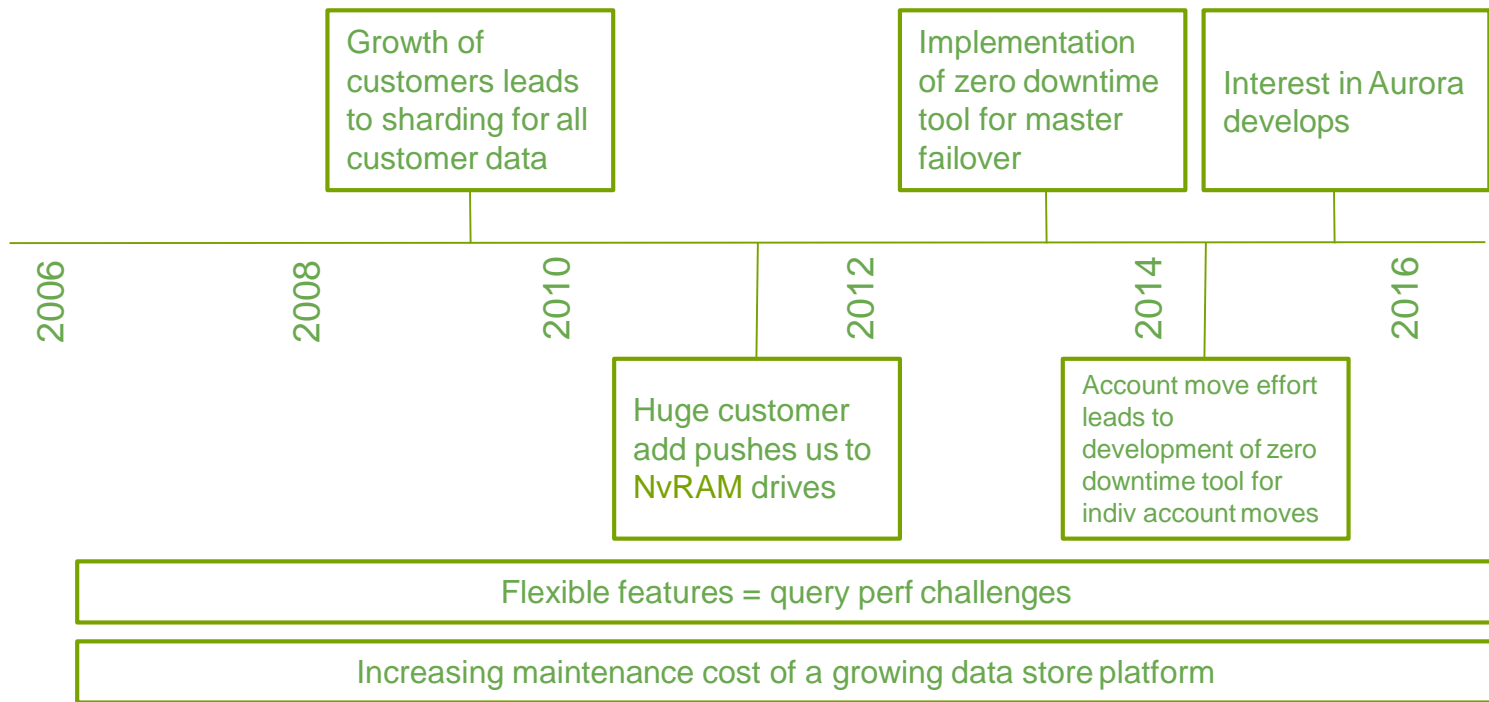 Growth of
customers leads
to sharding for all
customer data
Implementation
of zero downtime
tool for master
failover
Interest in Aurora
develops
2006
2008
2010
2012
2014
2016
Huge customer
add pushes us to
NvRAM drives
Account move effort
leads to
development of zero
downtime tool for
indiv account moves
Flexible features = query perf challenges
Increasing maintenance cost of a growing data store platform